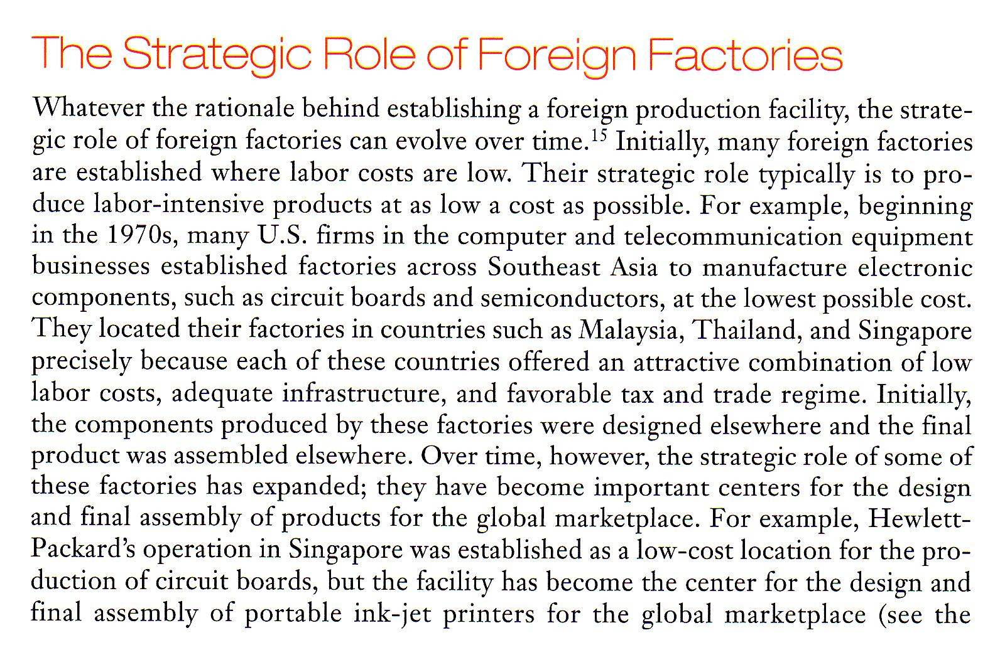 The Strategic Role of Foreign Factories
Whatever the rationale behind establishing a foreign production facility, the strate-
gic role of foreign factories can evolve over time.15 Initially, many foreign factories
are established where labor costs are low. Their strategic role typically is to pro-
duce labor-intensive products at as low a cost as possible. For example, beginning
in the 1970s, many U.S. firms in the computer and telecommunication equipment
businesses established factories across Southeast Asia to manufacture electronic
components, such as circuit boards and semiconductors, at the lowest possible cost.
They located their factories in countries such as Malaysia, Thailand, and Singapore
precisely because each of these countries offered an attractive combination of low
labor costs, adequate infrastructure, and favorable tax and trade regime. Initially,
the components produced by these factories were designed elsewhere and the final
product was assembled elsewhere. Over time, however, the strategic role of some of
these factories has expanded; they have become important centers for the design
and final assembly of products for the global marketplace. For example, Hewlett-
Packard’s operation in Singapore was established as a low-cost location for the pro-
duction of circuit boards, but the facility has become the center for the design and
final assembly of portable ink-jet printers for the global marketplace (see the